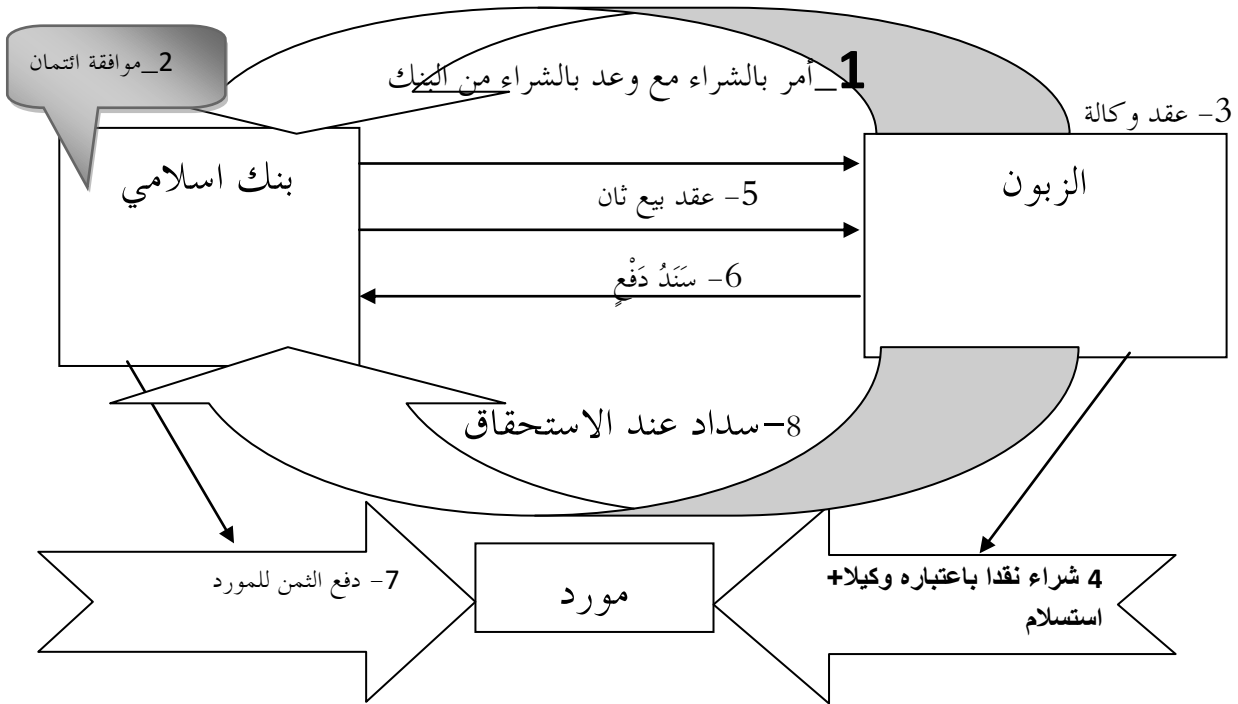 2_موافقة ائتمان
1_أمر بالشراء مع وعد بالشراء من البنك
3- عقد وكالة
بنك اسلامي
الزبون
5- عقد بيع ثان
6- سَنَدُ دَفْعٍ
8-سداد عند الاستحقاق
7- دفع الثمن للمورد
مورد
4 شراء نقدا باعتباره وكيلا+
استسلام